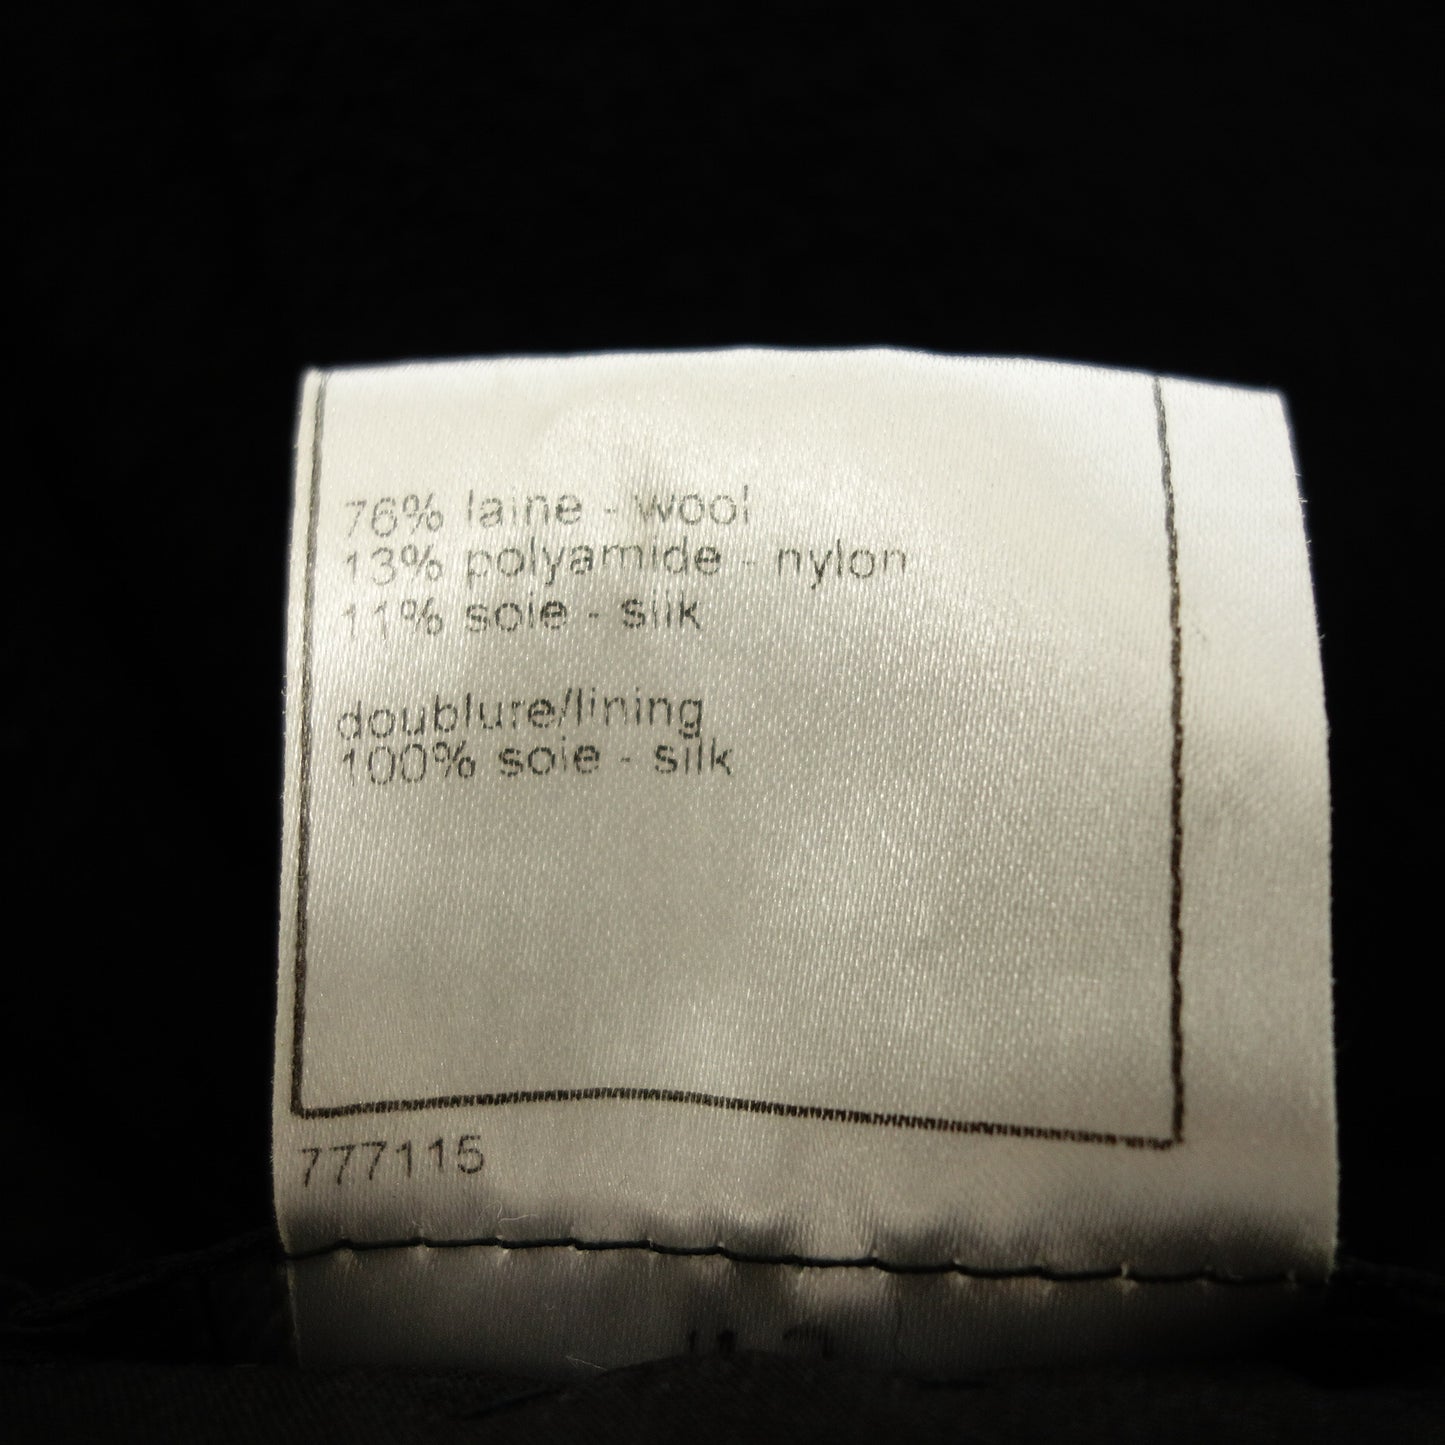 76% laine - wool
13% polyamide - nylon
11% soie - silk
doublure/lining
100% soie - silk
777115